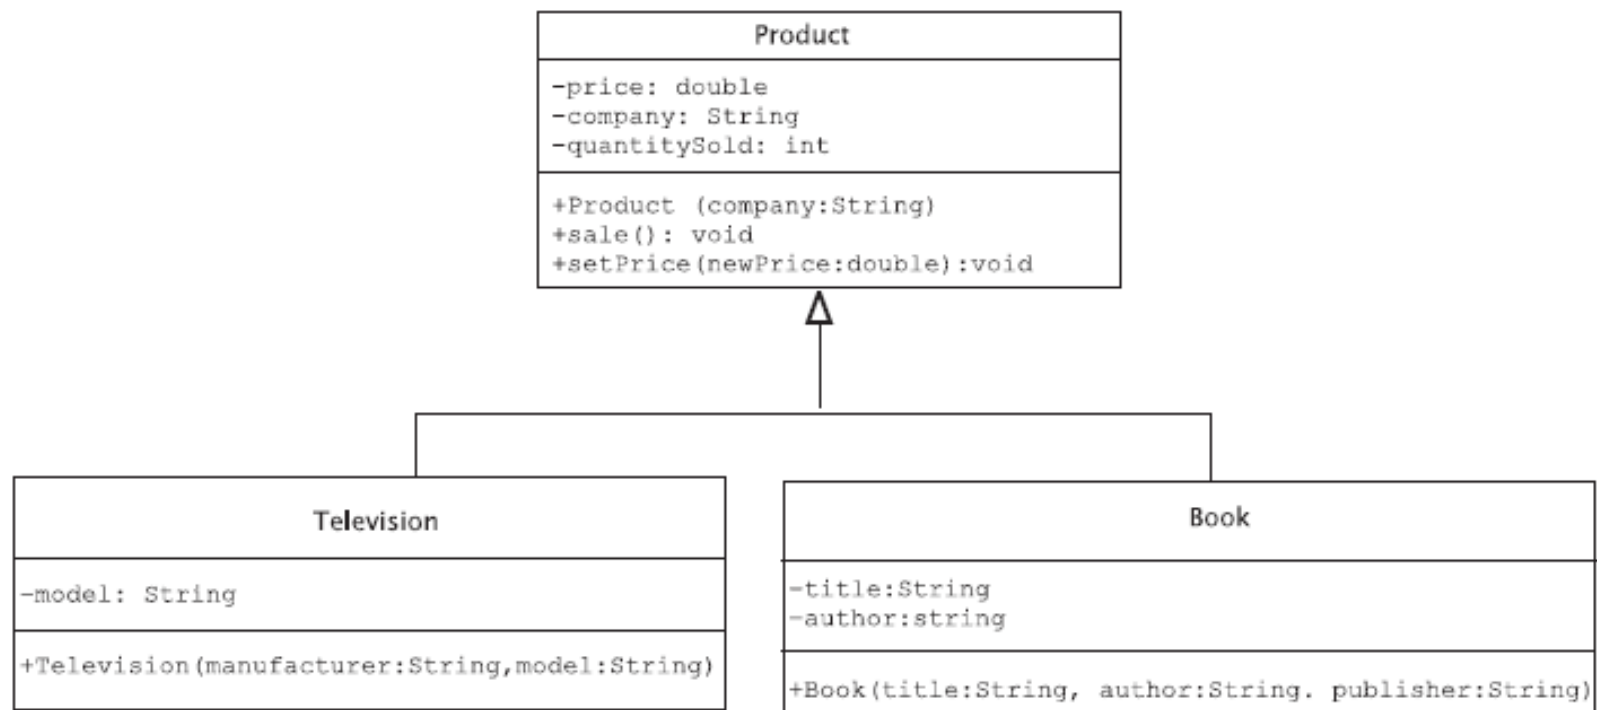 Product
-price: double
-company: String
-quantitySold: int
+Product (company:String)
+sale(): void
+setPrice(newPrice:double):void
Television
-model: String
+Television(manufacturer:String,model:String)
Book
-title:String
-author:string
+Book(title:String, author:String. publisher:String)